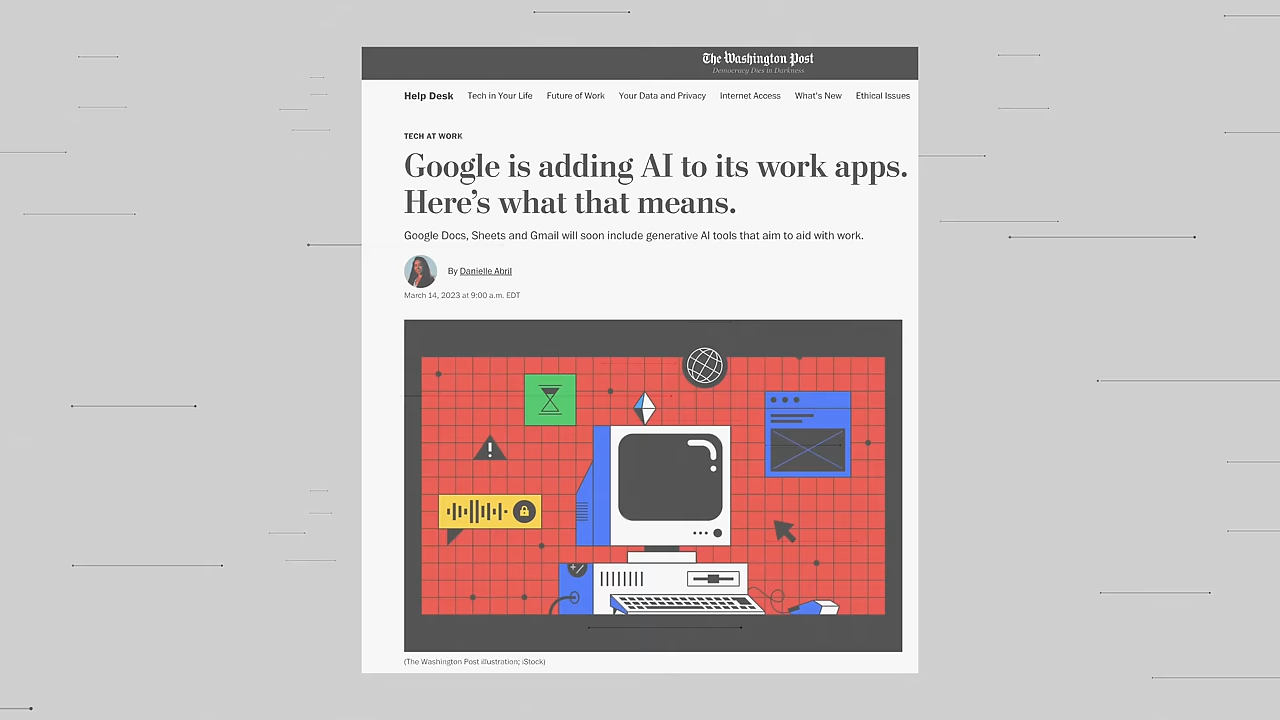 The Washington Post
Democracy Dies in Darkness
Help Desk Tech in Your Life Future of Work Your Data and Privacy Internet Access What's New Ethical Issues
TECH AT WORK
Google is adding AI to its work apps.
Here’s what that means.
Google Docs, Sheets and Gmail will soon include generative AI tools that aim to aid with work.
By Danielle Abril
March 14, 2023 at 9:00 a.m. EDT
(The Washington Post illustration; iStock)